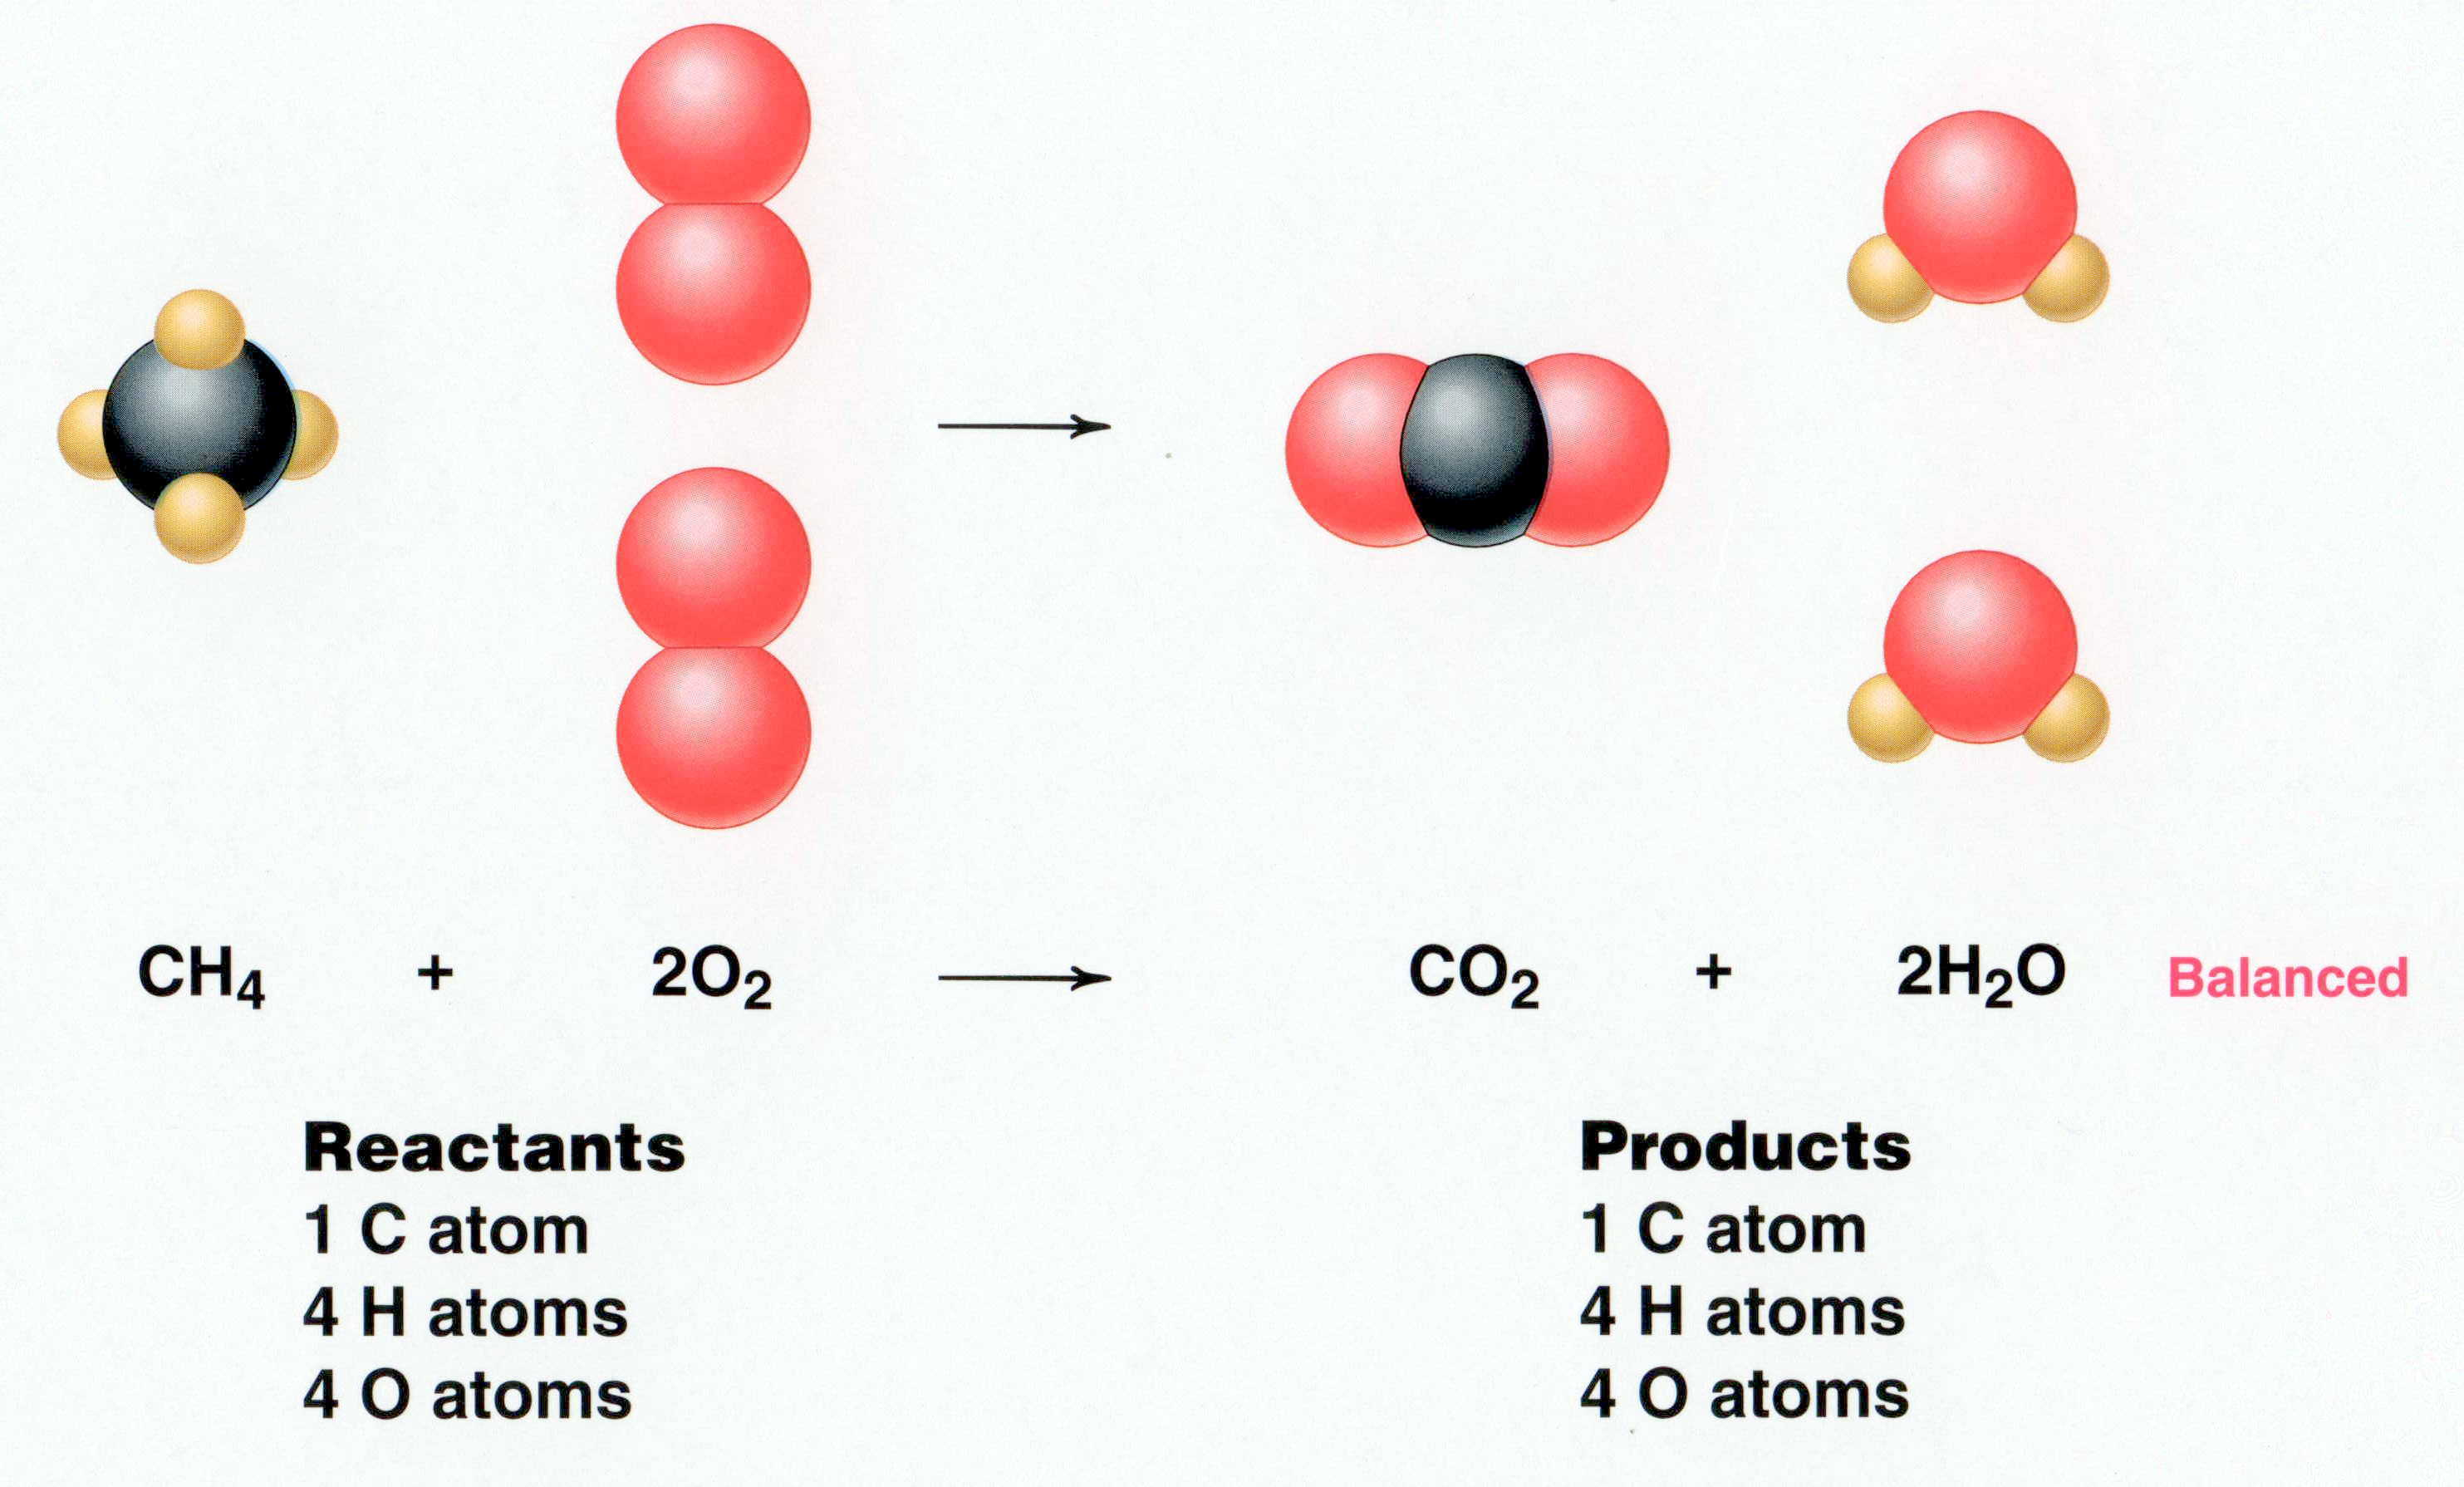 CH₄ + 2O₂ → CO₂ + 2H₂O Balanced
Reactants
1 C atom
4 H atoms
4 O atoms
Products
1 C atom
4 H atoms
4 O atoms